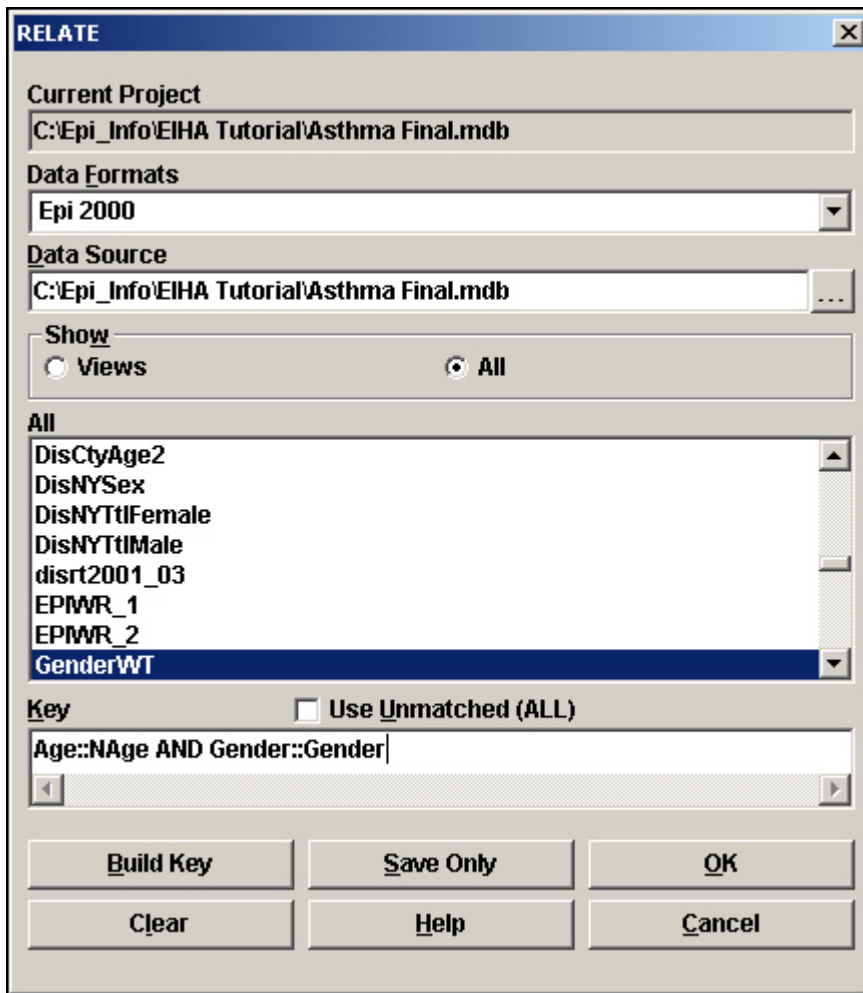 RELATE
Current Project
C:\Epi_Info\EIHA Tutorial\Asthma Final.mdb
Data Formats
Epi 2000
Data Source
C:\Epi_Info\EIHA Tutorial\Asthma Final.mdb
...
Show
Views All
All
DisCtyAge2
DisNYSex
DisNYTtlFemale
DisNYTtlMale
disrt2001_03
EPIWR_1
EPIWR_2
GenderWT
Key Use Unmatched (ALL)
Age::NAge AND Gender::Gender
Build Key Save Only OK
Clear Help Cancel